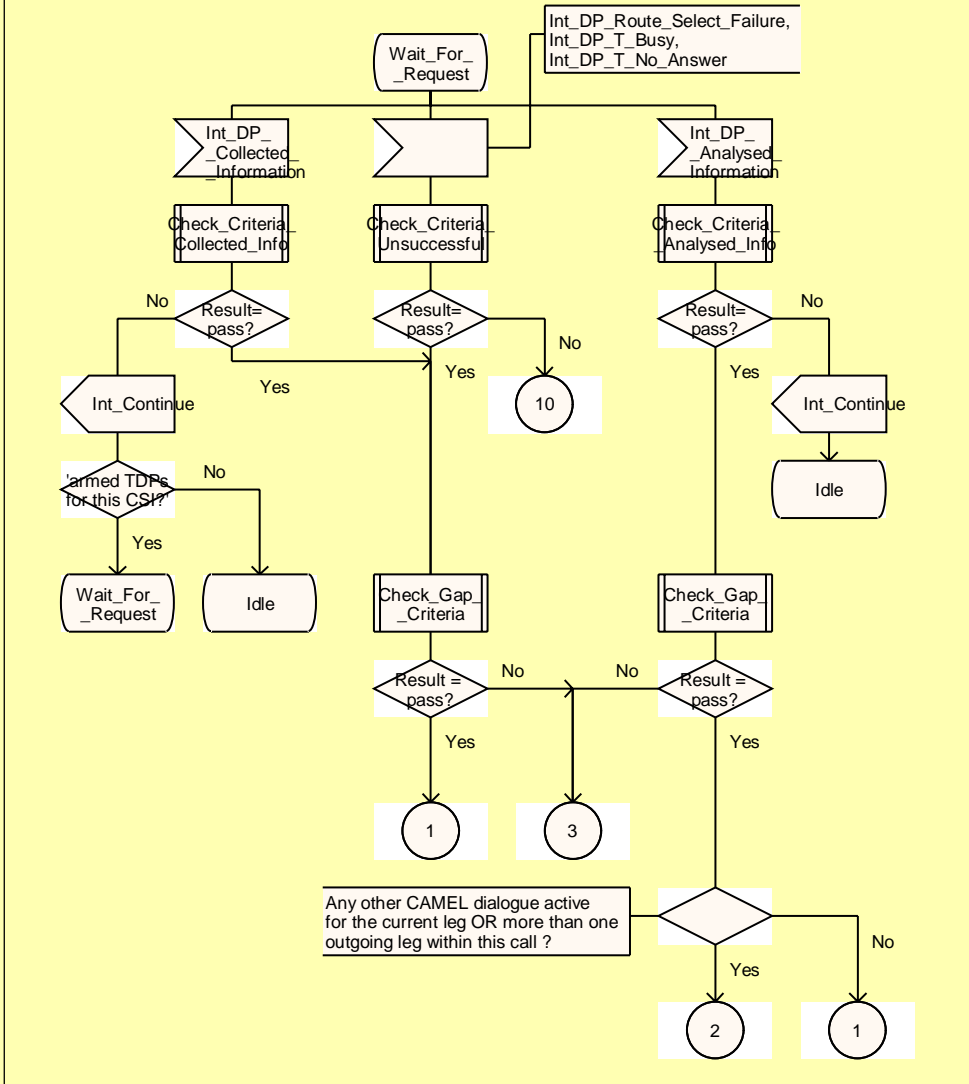 Int_DP_Route_Select_Failure,
Int_DP_T_Busy,
Int_DP_T_No_Answer
Wait_For_
_Request
Int_DP_
_Collected_
_Information
Int_DP_
_Analysed_
Information
Check_Criteria_
Collected_Info
Check_Criteria_
Unsuccessful
Check_Criteria_
_Analysed_Info
No
Result=
pass?
Yes
Result=
pass?
No
Yes
Result=
pass?
No
Yes
Int_Continue
10
Int_Continue
'armed TDPs
for this CSI?'
No
Yes
Idle
Wait_For_
_Request
Idle
Check_Gap_
_Criteria
Check_Gap_
_Criteria
Result =
pass?
No
No
Result =
pass?
Yes
Yes
1
3
Any other CAMEL dialogue active
for the current leg OR more than one
outgoing leg within this call ?
No
Yes
2
1